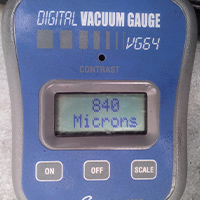 DIGITAL VACUUM GAUGE
VG64
CONTRAST
840
Microns
ON OFF SCALE